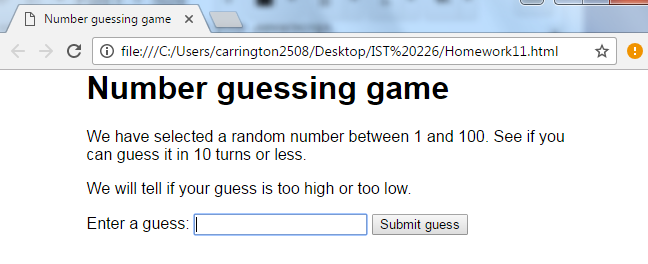 Number guessing game
file:///C:/Users/carrington2508/Desktop/IST%20226/Homework11.html
Number guessing game
We have selected a random number between 1 and 100. See if you
can guess it in 10 turns or less.
We will tell if your guess is too high or too low.
Enter a guess: Submit guess